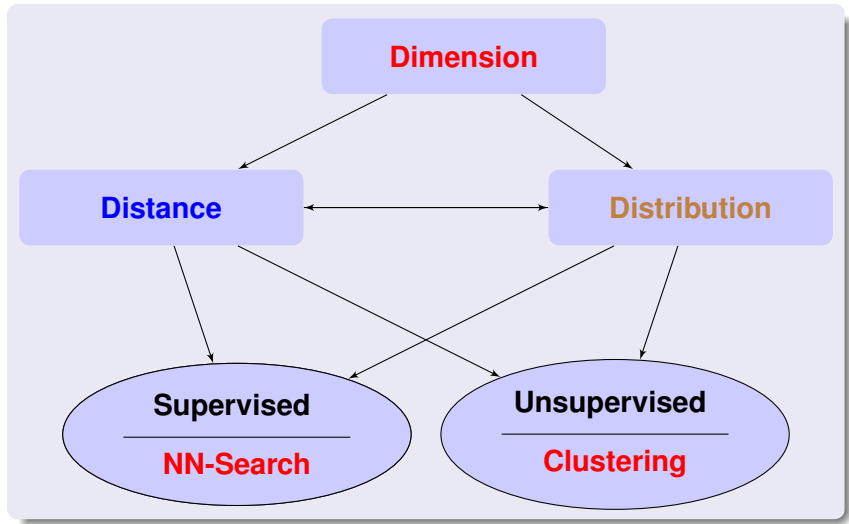 Dimension
Distance
Distribution
Supervised
NN-Search
Unsupervised
Clustering